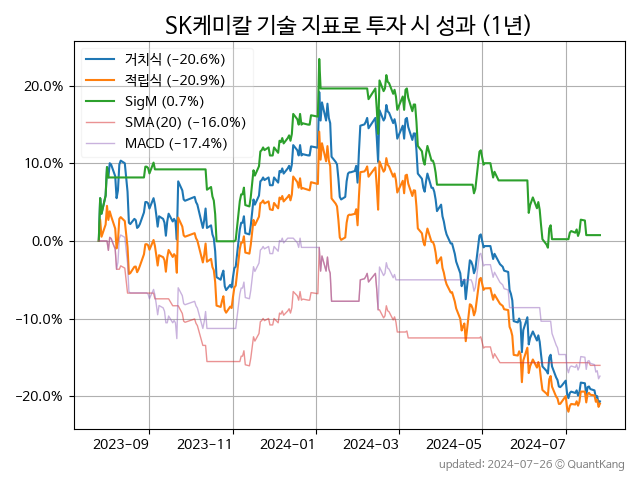 SK케미칼 기술 지표로 투자 시 성과 (1년)
거치식 (−20.6%)
적립식 (−20.9%)
SigM (0.7%)
SMA(20) (−16.0%)
MACD (−17.4%)
20.0%
10.0%
0.0%
−10.0%
−20.0%
2023−09
2023−11
2024−01
2024−03
2024−05
2024−07
updated: 2024−07−26 © QuantKang